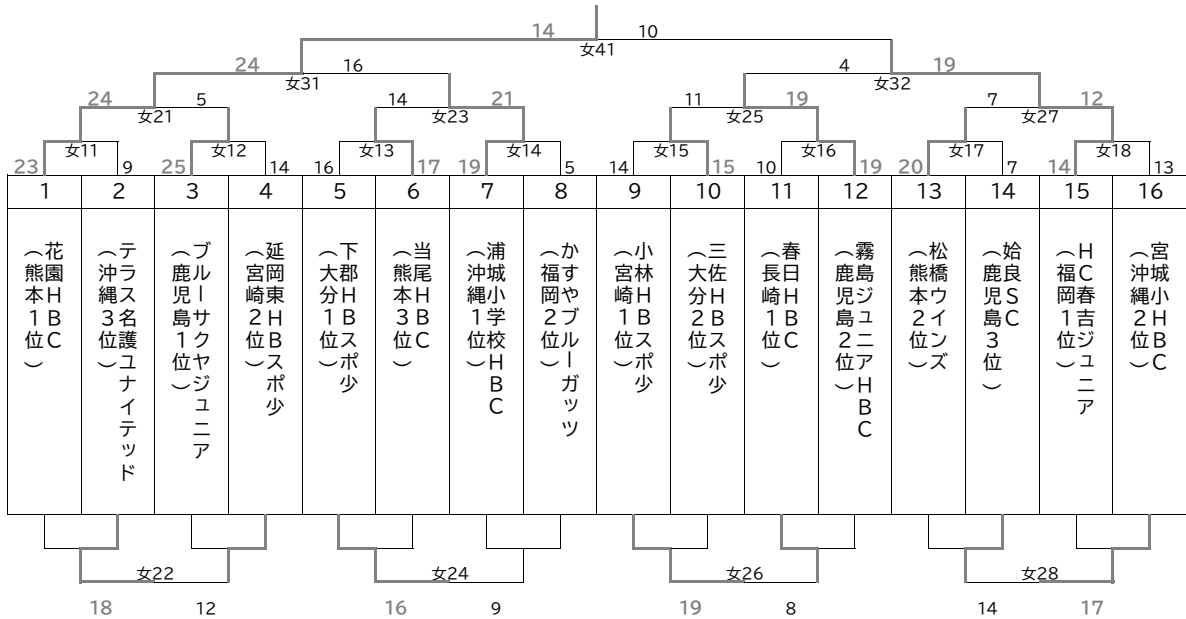 14 10
女41
24 16 4 19
女31 女32
24 5 14 21 11 19 7 12
女21 女23 女25 女27
女11 女12 女13 女14 女15 女16 女17 女18
23 9 25 14 16 17 19 5 14 15 10 19 20 7 14 13
1 2 3 4 5 6 7 8 9 10 11 12 13 14 15 16
花園HBC
（熊本1位）
テラス名護ユナイテッド
（沖縄3位）
ブルーサクヤジュニア
（鹿児島1位）
延岡東HBスポ少
（宮崎2位）
下郡HBスポ少
（大分1位）
当尾HBC
（熊本3位）
浦城小学校HBC
（沖縄1位）
かすやブルーガッツ
（福岡2位）
小林HBスポ少
（宮崎1位）
三佐HBスポ少
（大分2位）
春日HBC
（長崎1位）
霧島ジュニアHBC
（鹿児島2位）
松橋ウインズ
（熊本2位）
姶良SC
（鹿児島3位）
HC春吉ジュニア
（福岡1位）
宮城小HBC
（沖縄2位）
女22 女24 女26 女28
18 12 16 9 19 8 14 17